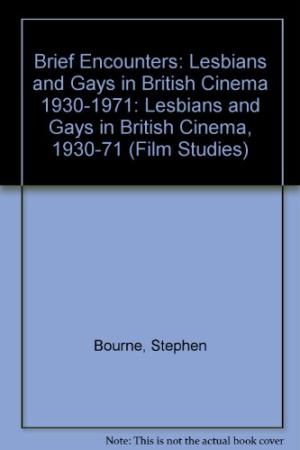 Brief Encounters: Lesbians
and Gays in British Cinema
1930-1971: Lesbians and
Gays in British Cinema,
1930-71 (Film Studies)
Bourne, Stephen
Note: This is not the actual book cover